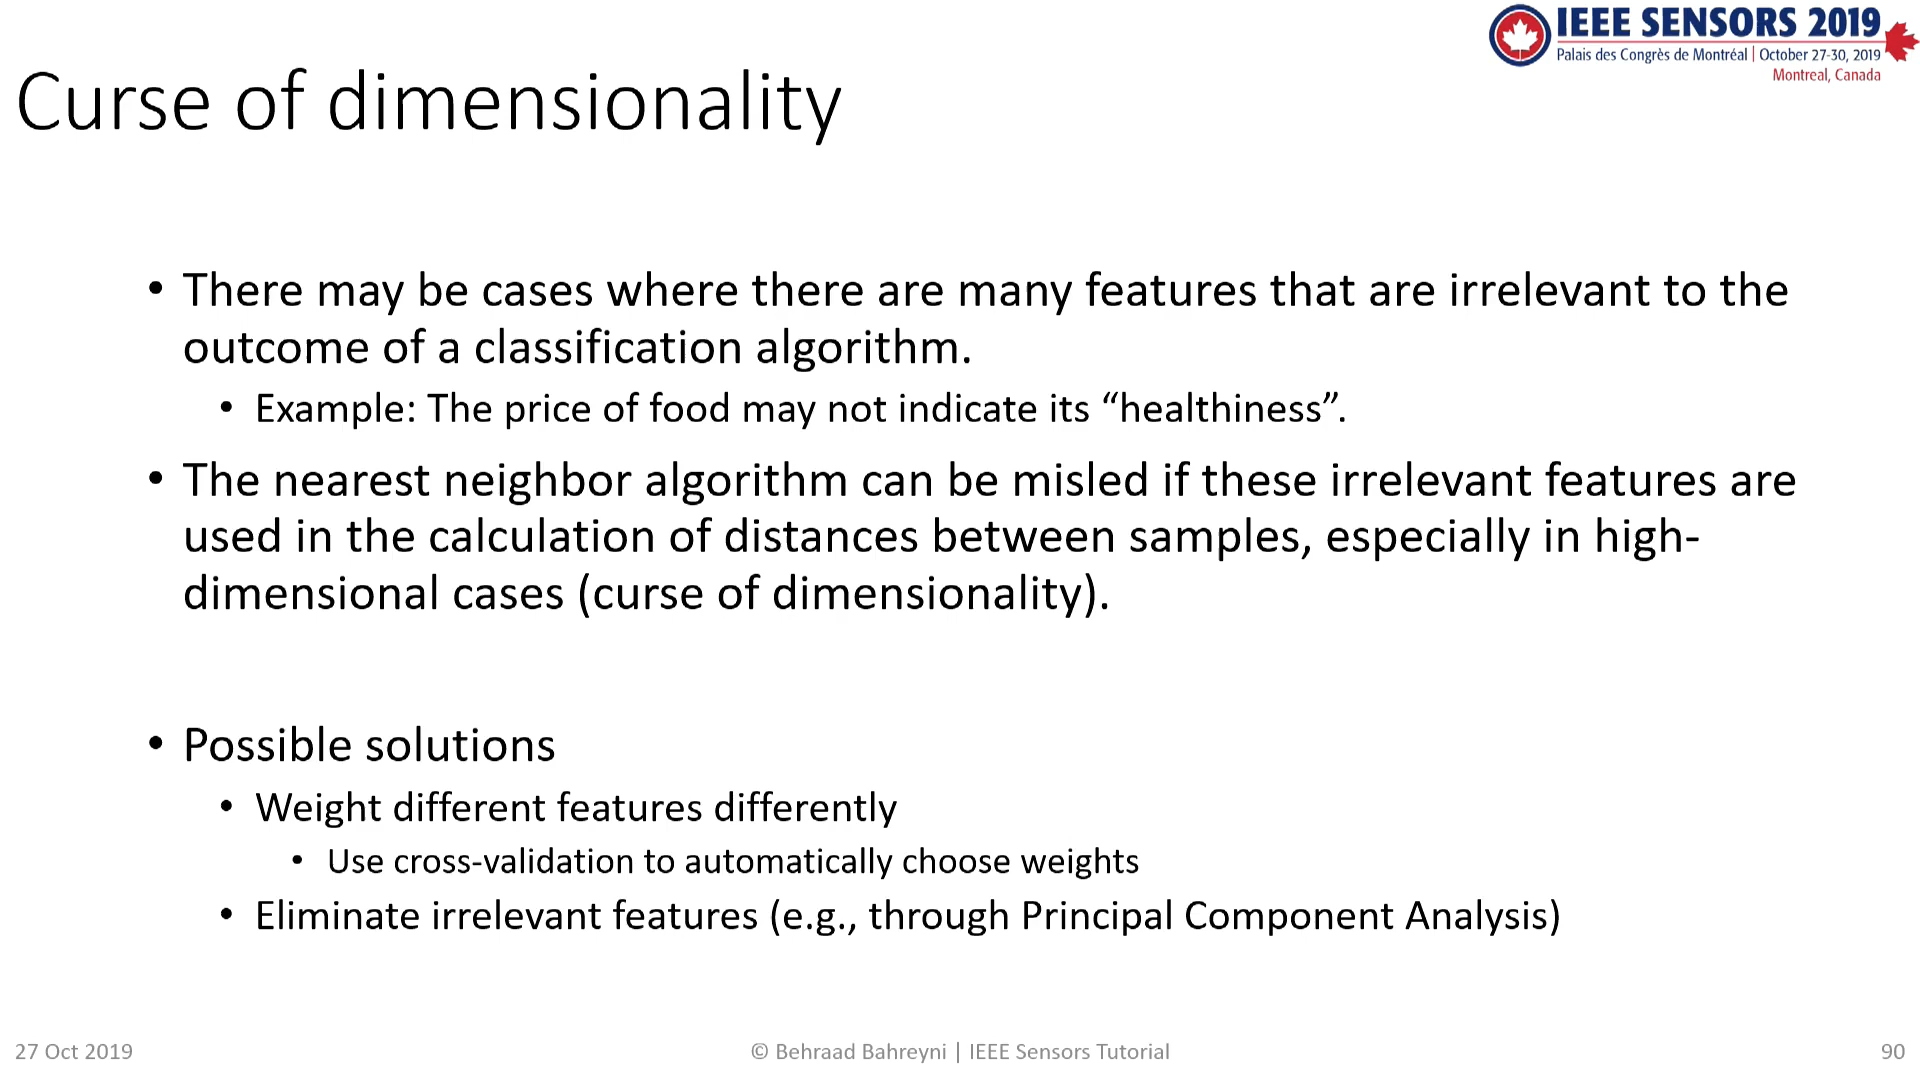 IEEE SENSORS 2019
Palais des Congrès de Montréal | October 27-30, 2019
Montreal, Canada
Curse of dimensionality
• There may be cases where there are many features that are irrelevant to the
outcome of a classification algorithm.
• Example: The price of food may not indicate its “healthiness”.
• The nearest neighbor algorithm can be misled if these irrelevant features are
used in the calculation of distances between samples, especially in high-
dimensional cases (curse of dimensionality).
• Possible solutions
• Weight different features differently
• Use cross-validation to automatically choose weights
• Eliminate irrelevant features (e.g., through Principal Component Analysis)
27 Oct 2019
© Behraad Bahreyni | IEEE Sensors Tutorial
90